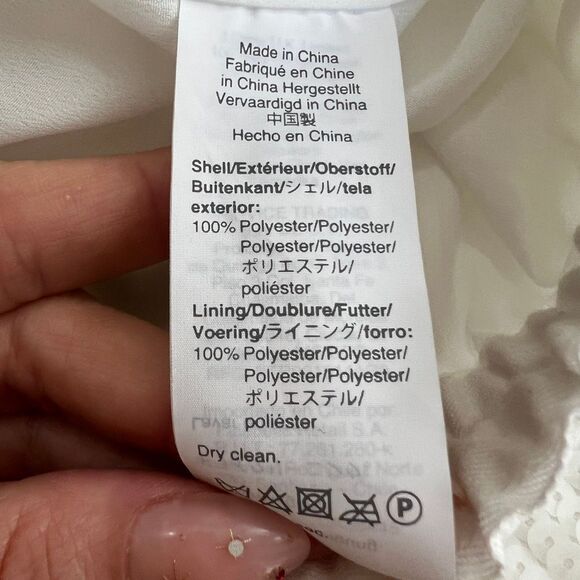 Made in China
Fabriqué en Chine
in China Hergestellt
Vervaardigd in China
中国製
Hecho en China
Shell/Extérieur/Oberstoff/
Buitenkant/シェル/tela
exterior:
100% Polyester/Polyester/
Polyester/Polyester/
ポリエステル/
poliéster
Lining/Doublure/Futter/
Voering/ライニング/forro:
100% Polyester/Polyester/
Polyester/Polyester/
ポリエステル/
poliéster
Dry clean.
P